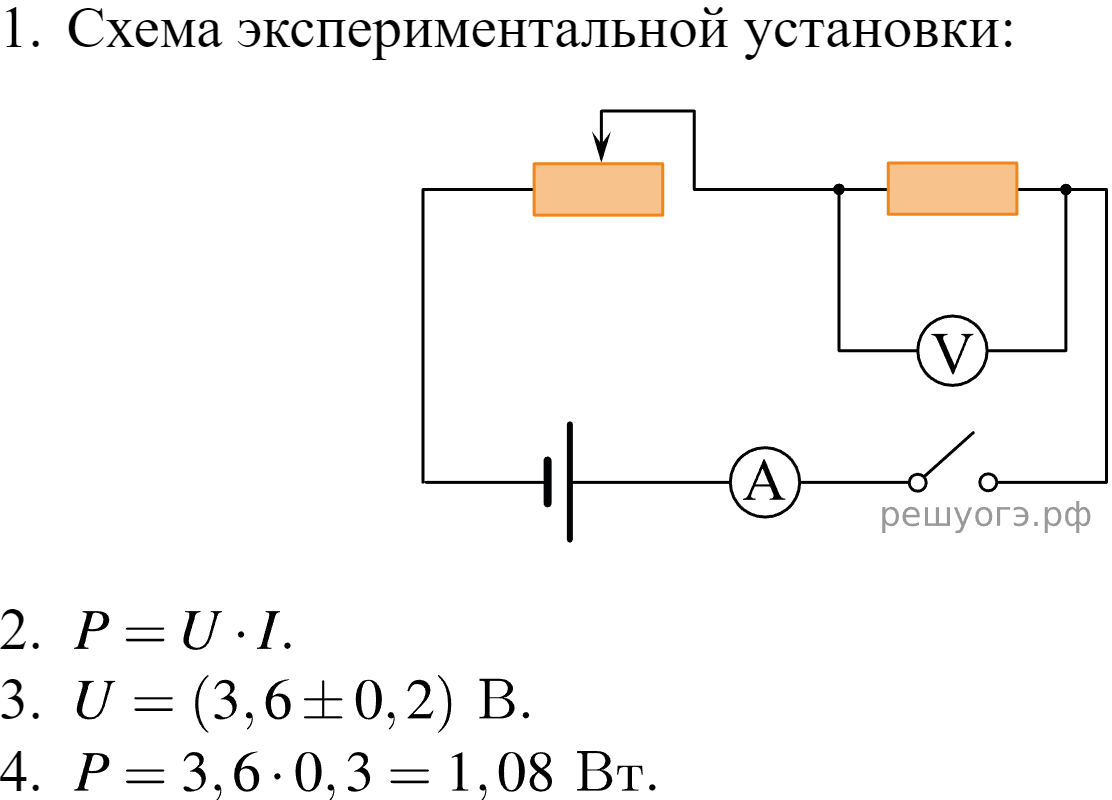 1. Схема экспериментальной установки:
V
A
решуогэ.рф
2. P = U · I.
3. U = (3,6 ± 0,2) В.
4. P = 3,6 · 0,3 = 1,08 Вт.